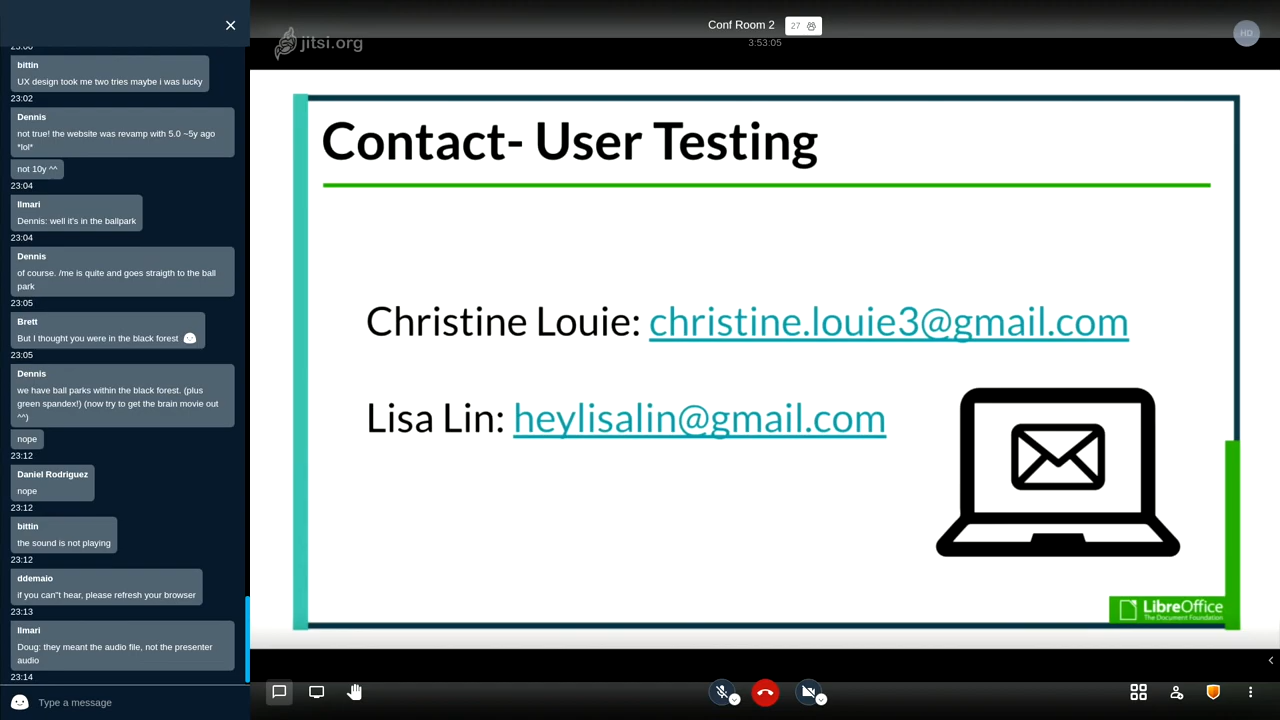 23:00
bittin
UX design took me two tries maybe i was lucky
23:02
Dennis
not true! the website was revamp with 5.0 ~5y ago
*lol*
not 10y ^^
23:04
Ilmari
Dennis: well it's in the ballpark
23:04
Dennis
of course. /me is quite and goes straigth to the ball
park
23:05
Brett
But I thought you were in the black forest
23:05
Dennis
we have ball parks within the black forest. (plus
green spandex!) (now try to get the brain movie out
^^)
nope
23:12
Daniel Rodriguez
nope
23:12
bittin
the sound is not playing
23:12
ddemaio
if you can"t hear, please refresh your browser
23:13
Ilmari
Doug: they meant the audio file, not the presenter
audio
23:14
Type a message
jitsi.org
Conf Room 2
27
3:53:05
HD
Contact- User Testing
Christine Louie: christine.louie3@gmail.com
Lisa Lin: heylisalin@gmail.com
LibreOffice
The Document Foundation